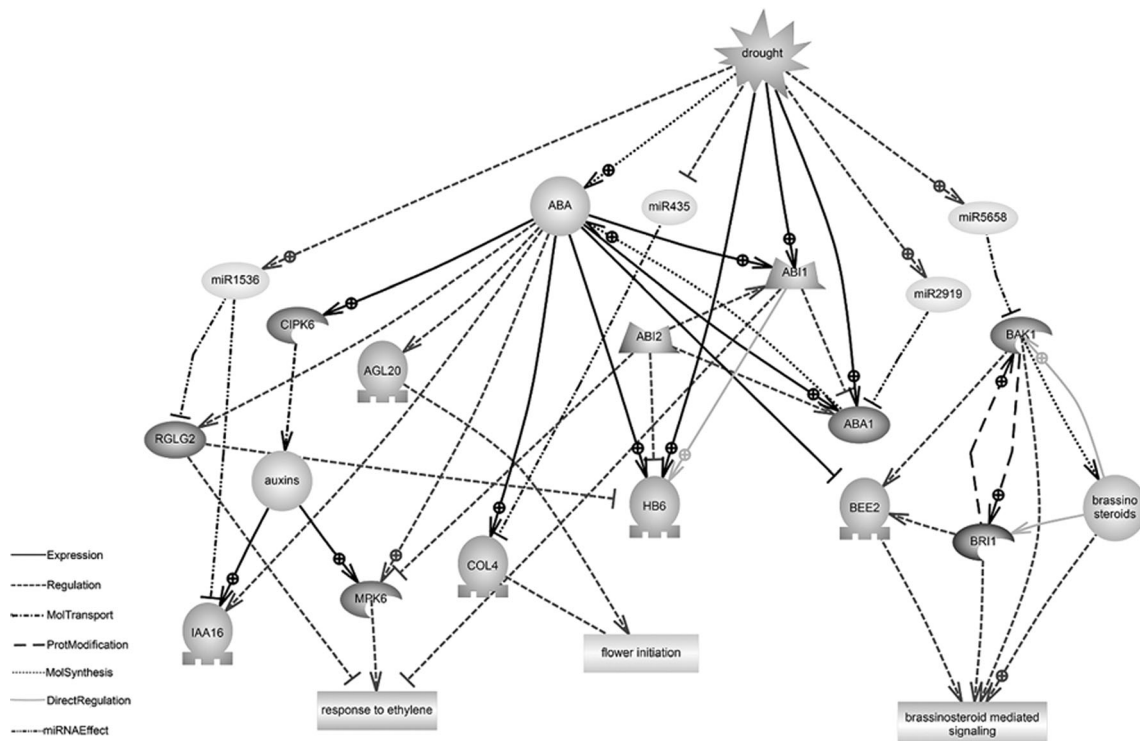 drought
ABA
miR435
miR5658
miR1536
ABI1
miR2919
CIPK6
ABI2
BAK1
AGL20
RGLG2
ABA1
auxins
HB6
BEE2
brassino
steroids
BRI1
COL4
MPK6
IAA16
flower initiation
response to ethylene
brassinosteroid mediated
signaling
Expression
Regulation
MolTransport
ProtModification
MolSynthesis
DirectRegulation
miRNAEffect